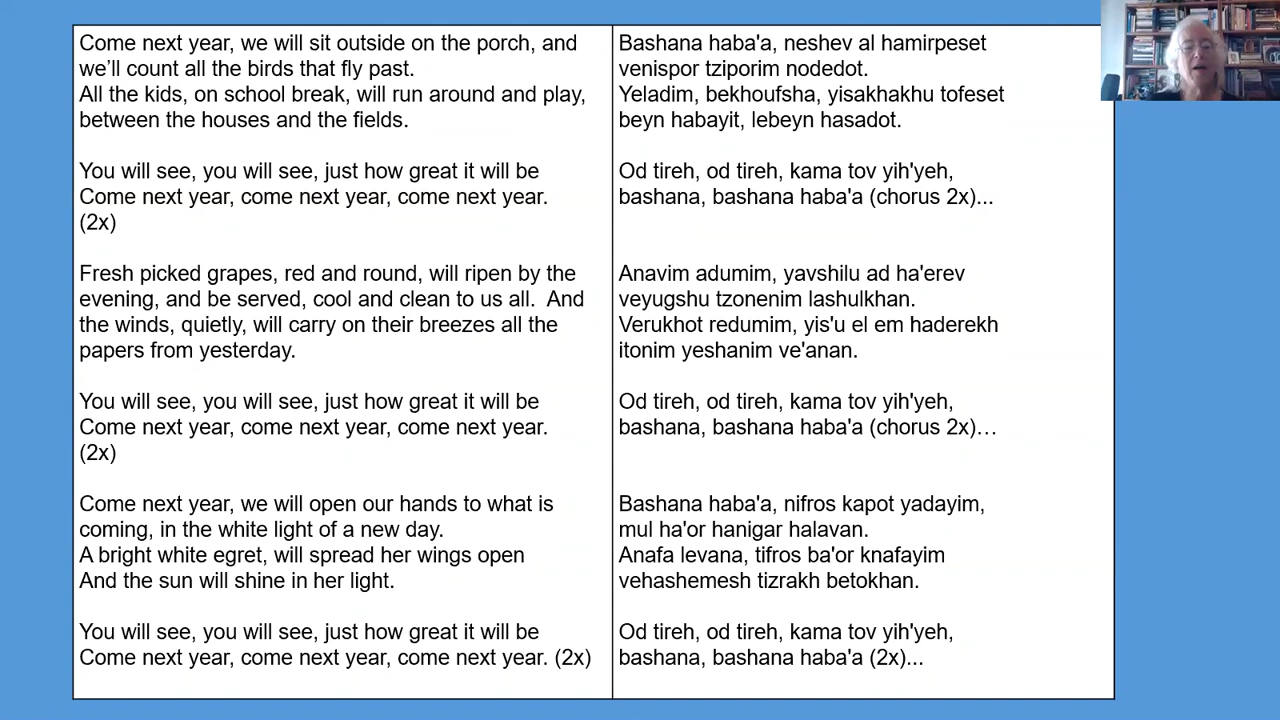 Come next year, we will sit outside on the porch, and
we’ll count all the birds that fly past.
All the kids, on school break, will run around and play,
between the houses and the fields.
You will see, you will see, just how great it will be
Come next year, come next year, come next year.
(2x)
Fresh picked grapes, red and round, will ripen by the
evening, and be served, cool and clean to us all.  And
the winds, quietly, will carry on their breezes all the
papers from yesterday.
You will see, you will see, just how great it will be
Come next year, come next year, come next year.
(2x)
Come next year, we will open our hands to what is
coming, in the white light of a new day.
A bright white egret, will spread her wings open
And the sun will shine in her light.
You will see, you will see, just how great it will be
Come next year, come next year, come next year. (2x)
Bashana haba'a, neshev al hamirpeset
venispor tziporim nodedot.
Yeladim, bekhoufsha, yisakhakhu tofeset
beyn habayit, lebeyn hasadot.
Od tireh, od tireh, kama tov yih'yeh,
bashana, bashana haba'a (chorus 2x)...
Anavim adumim, yavshilu ad ha'erev
veyugshu tzonenim lashulkhan.
Verukhot redumim, yis'u el em haderekh
itonim yeshanim ve'anan.
Od tireh, od tireh, kama tov yih'yeh,
bashana, bashana haba'a (chorus 2x)…
Bashana haba'a, nifros kapot yadayim,
mul ha'or hanigar halavan.
Anafa levana, tifros ba'or knafayim
vehashemesh tizrakh betokhan.
Od tireh, od tireh, kama tov yih'yeh,
bashana, bashana haba'a (2x)...